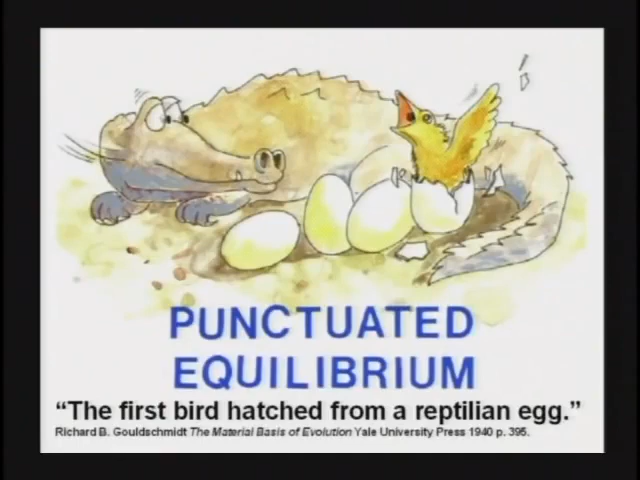 PUNCTUATED
EQUILIBRIUM
“The first bird hatched from a reptilian egg.”
Richard B. Gouldschmidt The Material Basis of Evolution Yale University Press 1940 p. 395.